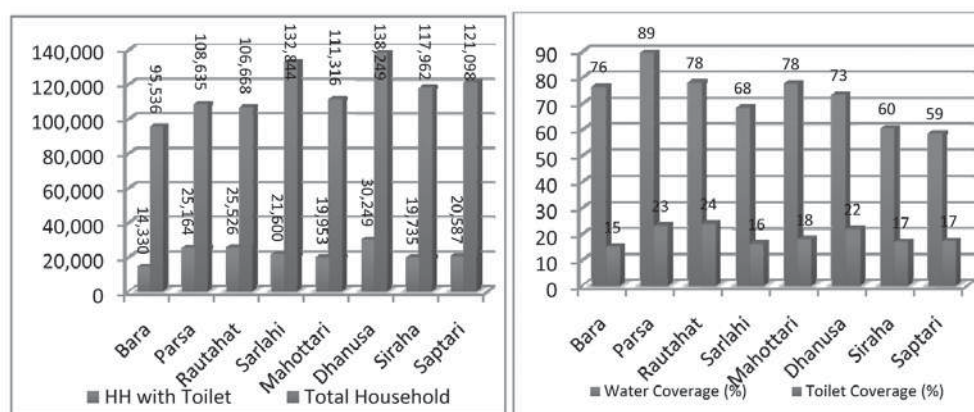 140,000
120,000
100,000
80,000
60,000
40,000
20,000
0
95,536
108,635
106,668
132,844
111,316
138,249
117,962
121,098
14,330
25,164
25,526
21,600
19,953
30,249
19,735
20,587
Bara
Parsa
Rautahat
Sarlahi
Mahottari
Dhanusa
Siraha
Saptari
HH with Toilet Total Household
90
80
70
60
50
40
30
20
10
0
76
89
78
68
78
73
60
59
15
23
24
16
18
22
17
17
Bara
Parsa
Rautahat
Sarlahi
Mahottari
Dhanusa
Siraha
Saptari
Water Coverage (%) Toilet Coverage (%)